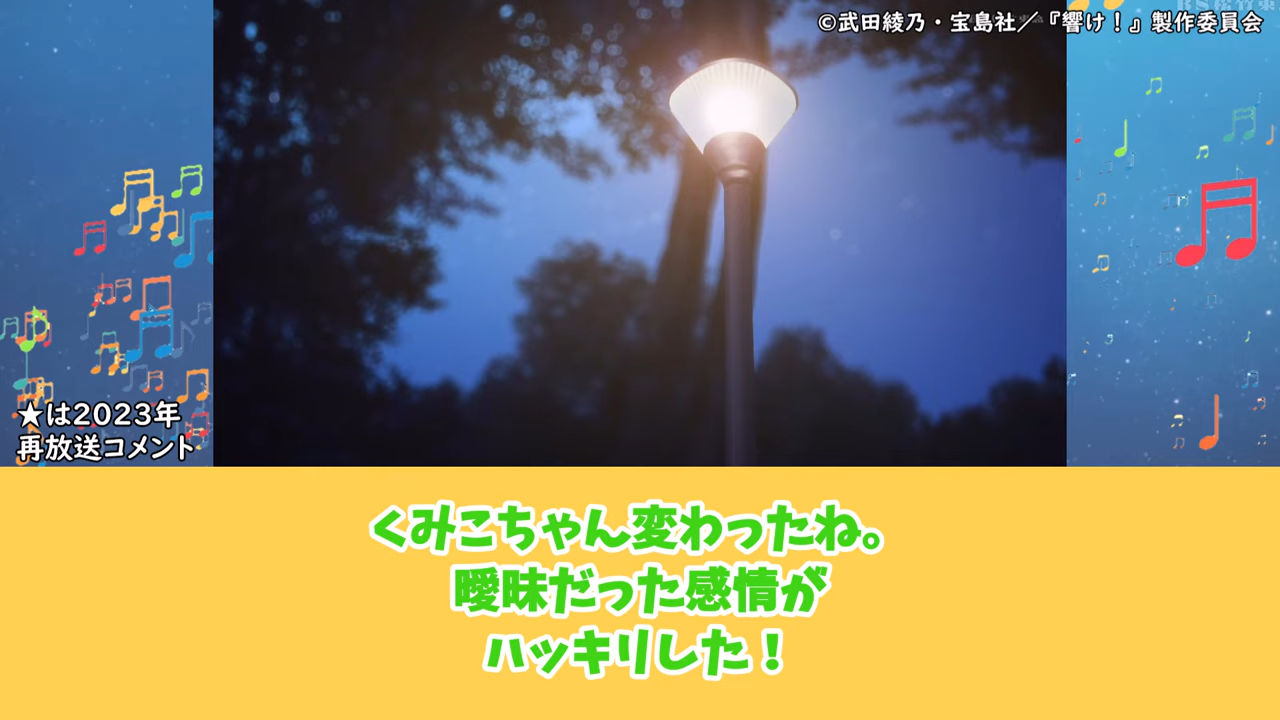 ©武田綾乃・宝島社／『響け！』製作委員会
★は2023年
再放送コメント
くみこちゃん変わったね。
曖昧だった感情が
ハッキリした！